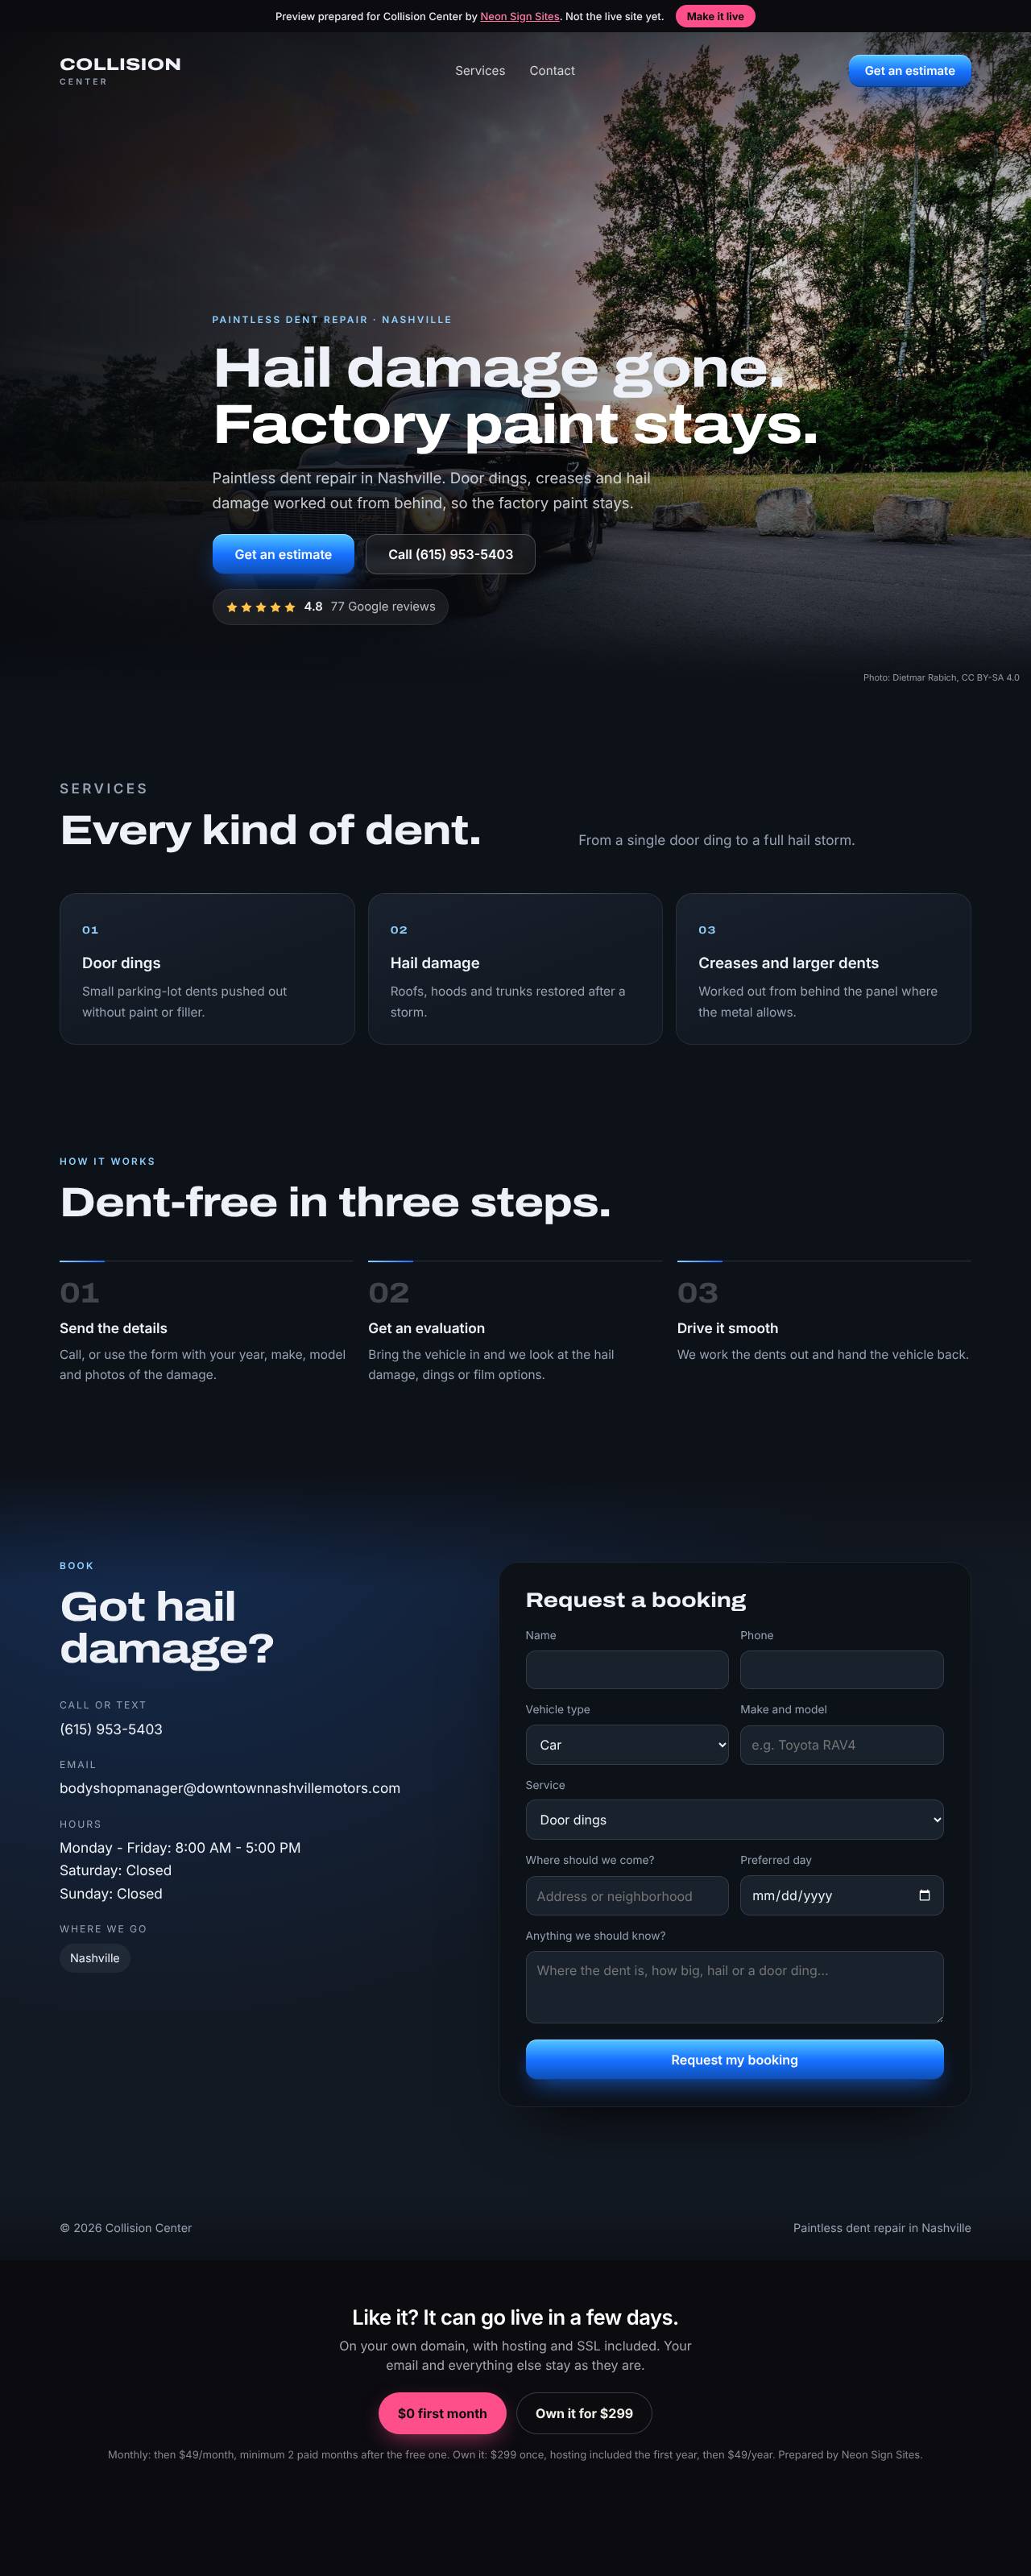 Preview prepared for Collision Center by Neon Sign Sites. Not the live site yet. Make it live
COLLISION
CENTER
Services Contact
Get an estimate
PAINTLESS DENT REPAIR · NASHVILLE
Hail damage gone.
Factory paint stays.
Paintless dent repair in Nashville. Door dings, creases and hail
damage worked out from behind, so the factory paint stays.
Get an estimate Call (615) 953-5403
4.8 77 Google reviews
Photo: Dietmar Rabich, CC BY-SA 4.0
SERVICES
Every kind of dent.
From a single door ding to a full hail storm.
01
Door dings
Small parking-lot dents pushed out
without paint or filler.
02
Hail damage
Roofs, hoods and trunks restored after a
storm.
03
Creases and larger dents
Worked out from behind the panel where
the metal allows.
HOW IT WORKS
Dent-free in three steps.
01
Send the details
Call, or use the form with your year, make, model
and photos of the damage.
02
Get an evaluation
Bring the vehicle in and we look at the hail
damage, dings or film options.
03
Drive it smooth
We work the dents out and hand the vehicle back.
BOOK
Got hail
damage?
CALL OR TEXT
(615) 953-5403
EMAIL
bodyshopmanager@downtownnashvillemotors.com
HOURS
Monday - Friday: 8:00 AM - 5:00 PM
Saturday: Closed
Sunday: Closed
WHERE WE GO
Nashville
Request a booking
Name Phone
Vehicle type Make and model
Car e.g. Toyota RAV4
Service
Door dings
Where should we come? Preferred day
Address or neighborhood mm/dd/yyyy
Anything we should know?
Where the dent is, how big, hail or a door ding...
Request my booking
© 2026 Collision Center
Paintless dent repair in Nashville
Like it? It can go live in a few days.
On your own domain, with hosting and SSL included. Your
email and everything else stay as they are.
$0 first month Own it for $299
Monthly: then $49/month, minimum 2 paid months after the free one. Own it: $299 once, hosting included the first year, then $49/year. Prepared by Neon Sign Sites.